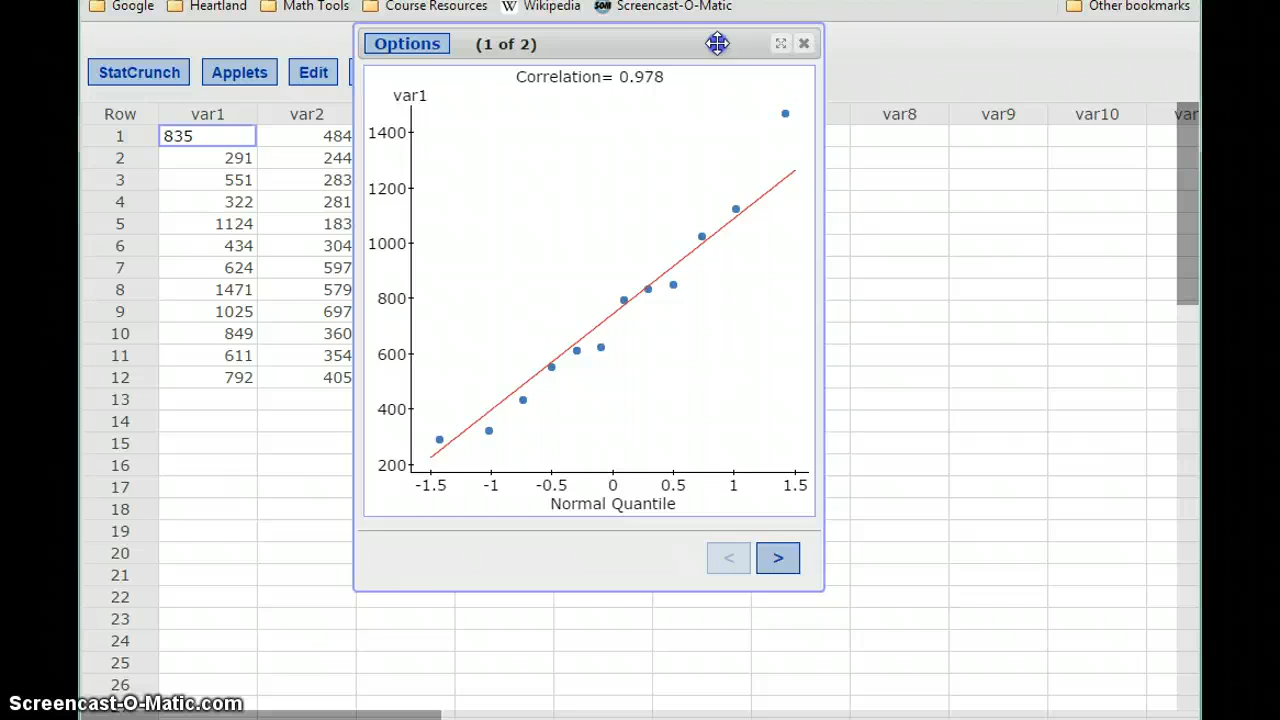 Google Heartland Math Tools Course Resources W Wikipedia SOM Screencast-O-Matic Other bookmarks
Options (1 of 2)
StatCrunch Applets Edit
Correlation= 0.978
var1
1400
1200
1000
800
600
400
200
-1.5 -1 -0.5 0 0.5 1 1.5
Normal Quantile
< >
Row var1 var2 var8 var9 var10 var
1 835 484
2 291 244
3 551 283
4 322 281
5 1124 183
6 434 304
7 624 597
8 1471 579
9 1025 697
10 849 360
11 611 354
12 792 405
13
14
15
16
17
18
19
20
21
22
23
24
25
26
Screencast-O-Matic.com